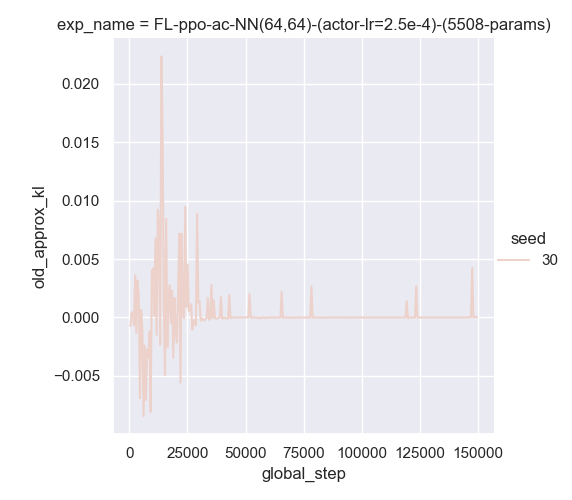 exp_name = FL-ppo-ac-NN(64,64)-(actor-lr=2.5e-4)-(5508-params)
0.020
0.015
0.010
0.005
0.000
−0.005
old_approx_kl
seed
30
0 25000 50000 75000 100000 125000 150000
global_step